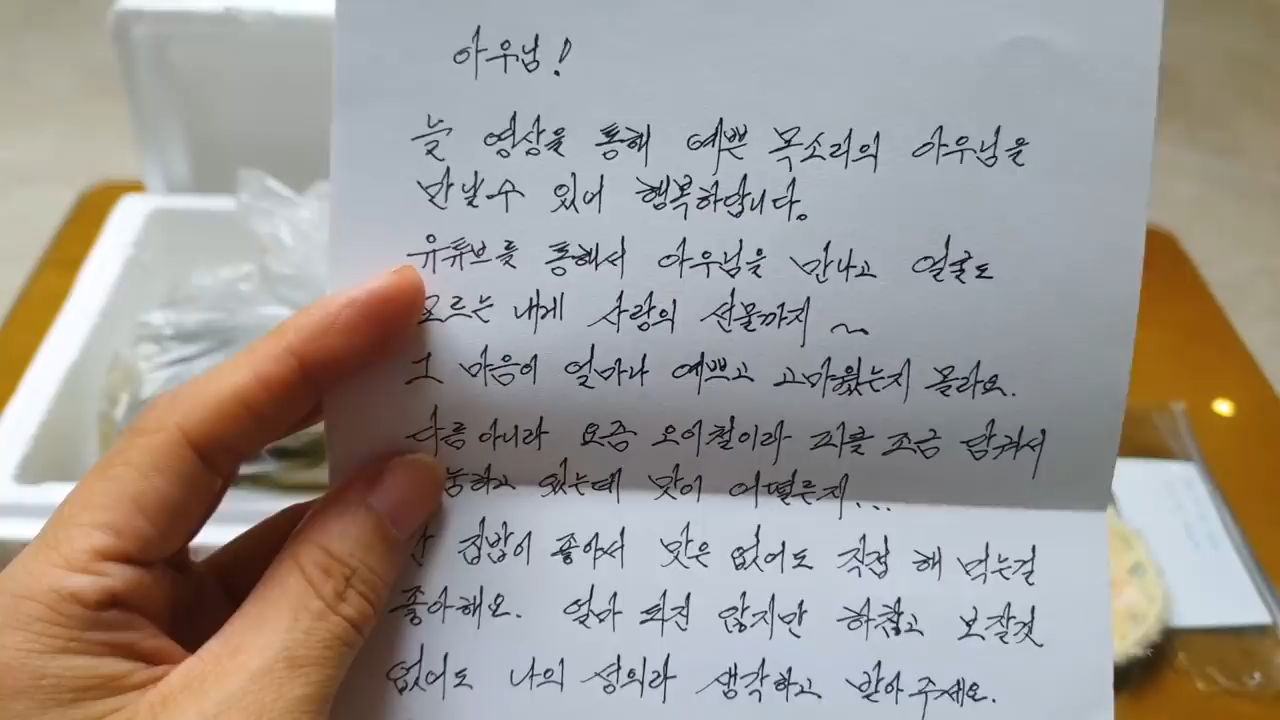 아우님!
늘 영상을 통해 예쁜 목소리의 아우님을
만날 수 있어 행복하답니다.
유튜브를 통해서 아우님을 만나고 얼굴도
모르는 내게 사랑의 선물까지 ~
그 마음이 얼마나 예쁘고 고마웠는지 몰라요.
다름 아니라 요즘 오이철이라 피클 조금 담궈서
하고 있는데 맛이 어떨른지...
난 집밥이 좋아서 맛은 없어도 직접 해 먹는걸
좋아해요. 얼마 되진 않지만 하찮고 보잘것
없어도 나의 성의라 생각하고 받아주세요.